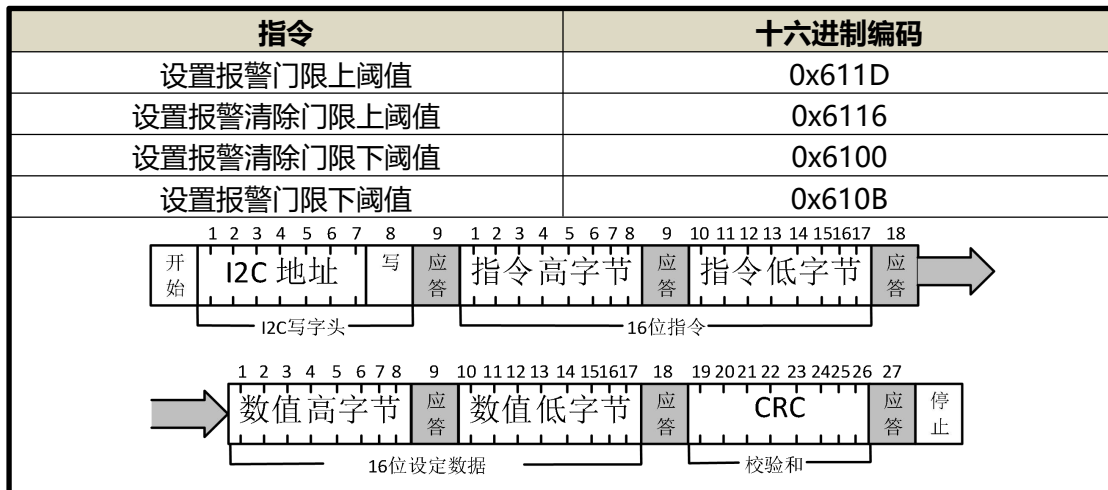 指令 十六进制编码
设置报警门限上阈值 0x611D
设置报警清除门限上阈值 0x6116
设置报警清除门限下阈值 0x6100
设置报警门限下阈值 0x610B
1 2 3 4 5 6 7 8 9 1 2 3 4 5 6 7 8 9 10 11 12 13 14 15 16 17 18
开始 I2C 地址 写 应答 指令高字节 应答 指令低字节 应答
I2C写字头 16位指令
1 2 3 4 5 6 7 8 9 10 11 12 13 14 15 16 17 18 19 20 21 22 23 24 25 26 27
数值高字节 应答 数值低字节 应答 CRC 应答 停止
16位设定数据 校验和